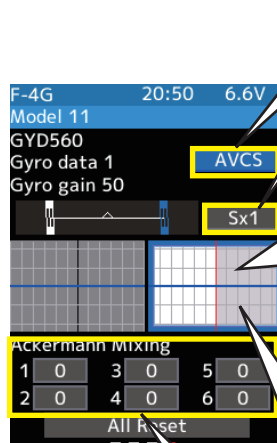 F-4G 20:50 6.6V
Model 11
GYD560
Gyro data 1 AVCS
Gyro gain 50
Sx1
Ackermann Mixing
1 0 3 0 5 0
2 0 4 0 6 0
All Reset